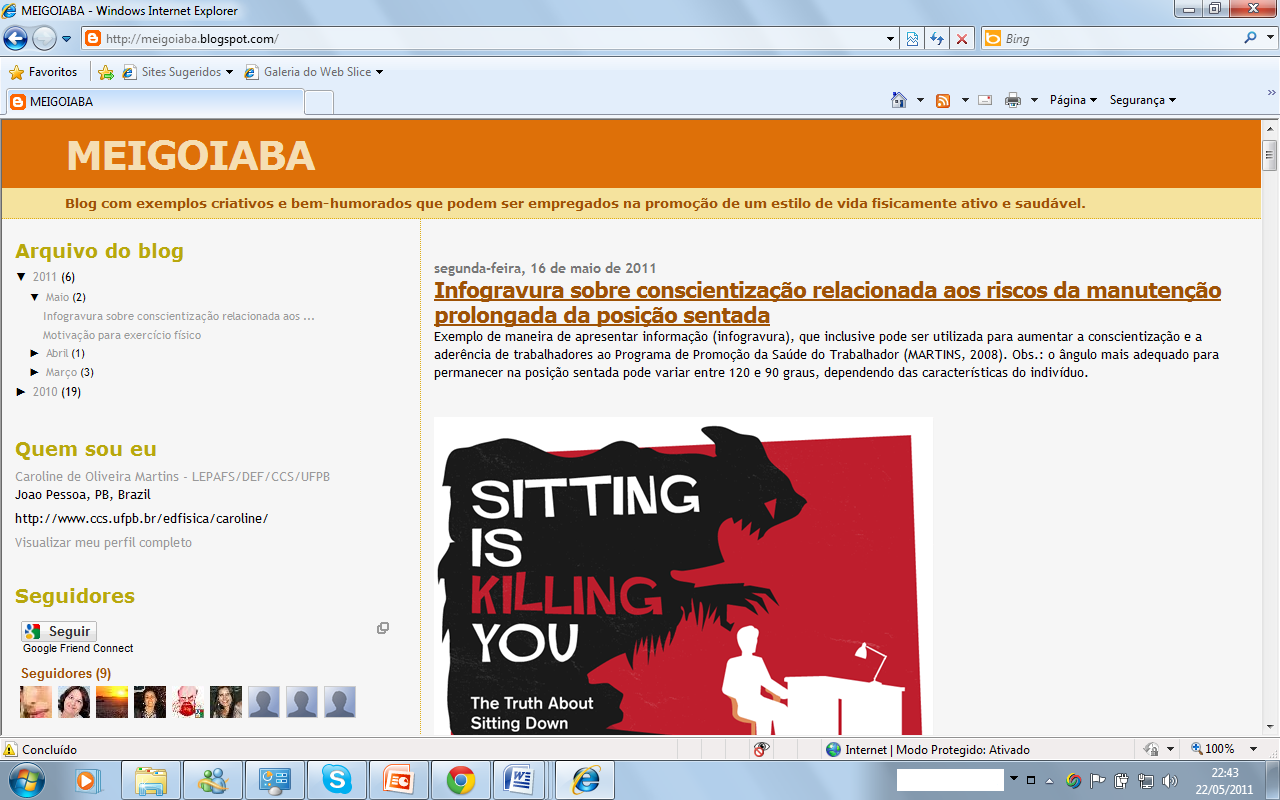 MEIGOIABA - Windows Internet Explorer
http://meigoiaba.blogspot.com/
Bing
Favoritos
Sites Sugeridos
Galeria do Web Slice
MEIGOIABA
Página
Segurança
MEIGOIABA
Blog com exemplos criativos e bem-humorados que podem ser empregados na promoção de um estilo de vida fisicamente ativo e saudável.
Arquivo do blog
▼ 2011 (6)
▼ Maio (2)
Infogravura sobre conscientização relacionada aos ...
Motivação para exercício físico
► Abril (1)
► Março (3)
► 2010 (19)
Quem sou eu
Caroline de Oliveira Martins - LEPAFS/DEF/CCS/UFPB
Joao Pessoa, PB, Brazil
http://www.ccs.ufpb.br/edfisica/caroline/
Visualizar meu perfil completo
Seguidores
Seguir
Google Friend Connect
Seguidores (9)
segunda-feira, 16 de maio de 2011
Infogravura sobre conscientização relacionada aos riscos da manutenção
prolongada da posição sentada
Exemplo de maneira de apresentar informação (infogravura), que inclusive pode ser utilizada para aumentar a conscientização e a
aderência de trabalhadores ao Programa de Promoção da Saúde do Trabalhador (MARTINS, 2008). Obs.: o ângulo mais adequado para
permanecer na posição sentada pode variar entre 120 e 90 graus, dependendo das características do indivíduo.
SITTING
IS
KILLING
YOU
The Truth About
Sitting Down
Concluído
Internet | Modo Protegido: Ativado
100%
22:43
22/05/2011